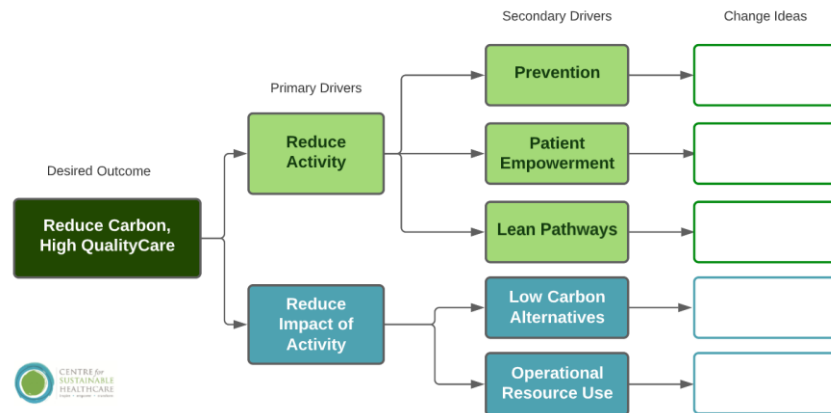 Secondary Drivers
Change Ideas
Primary Drivers
Desired Outcome
Reduce Carbon,
High QualityCare
Reduce
Activity
Prevention
Patient
Empowerment
Lean Pathways
Reduce
Impact of
Activity
Low Carbon
Alternatives
Operational
Resource Use
CENTRE for
SUSTAINABLE
HEALTHCARE